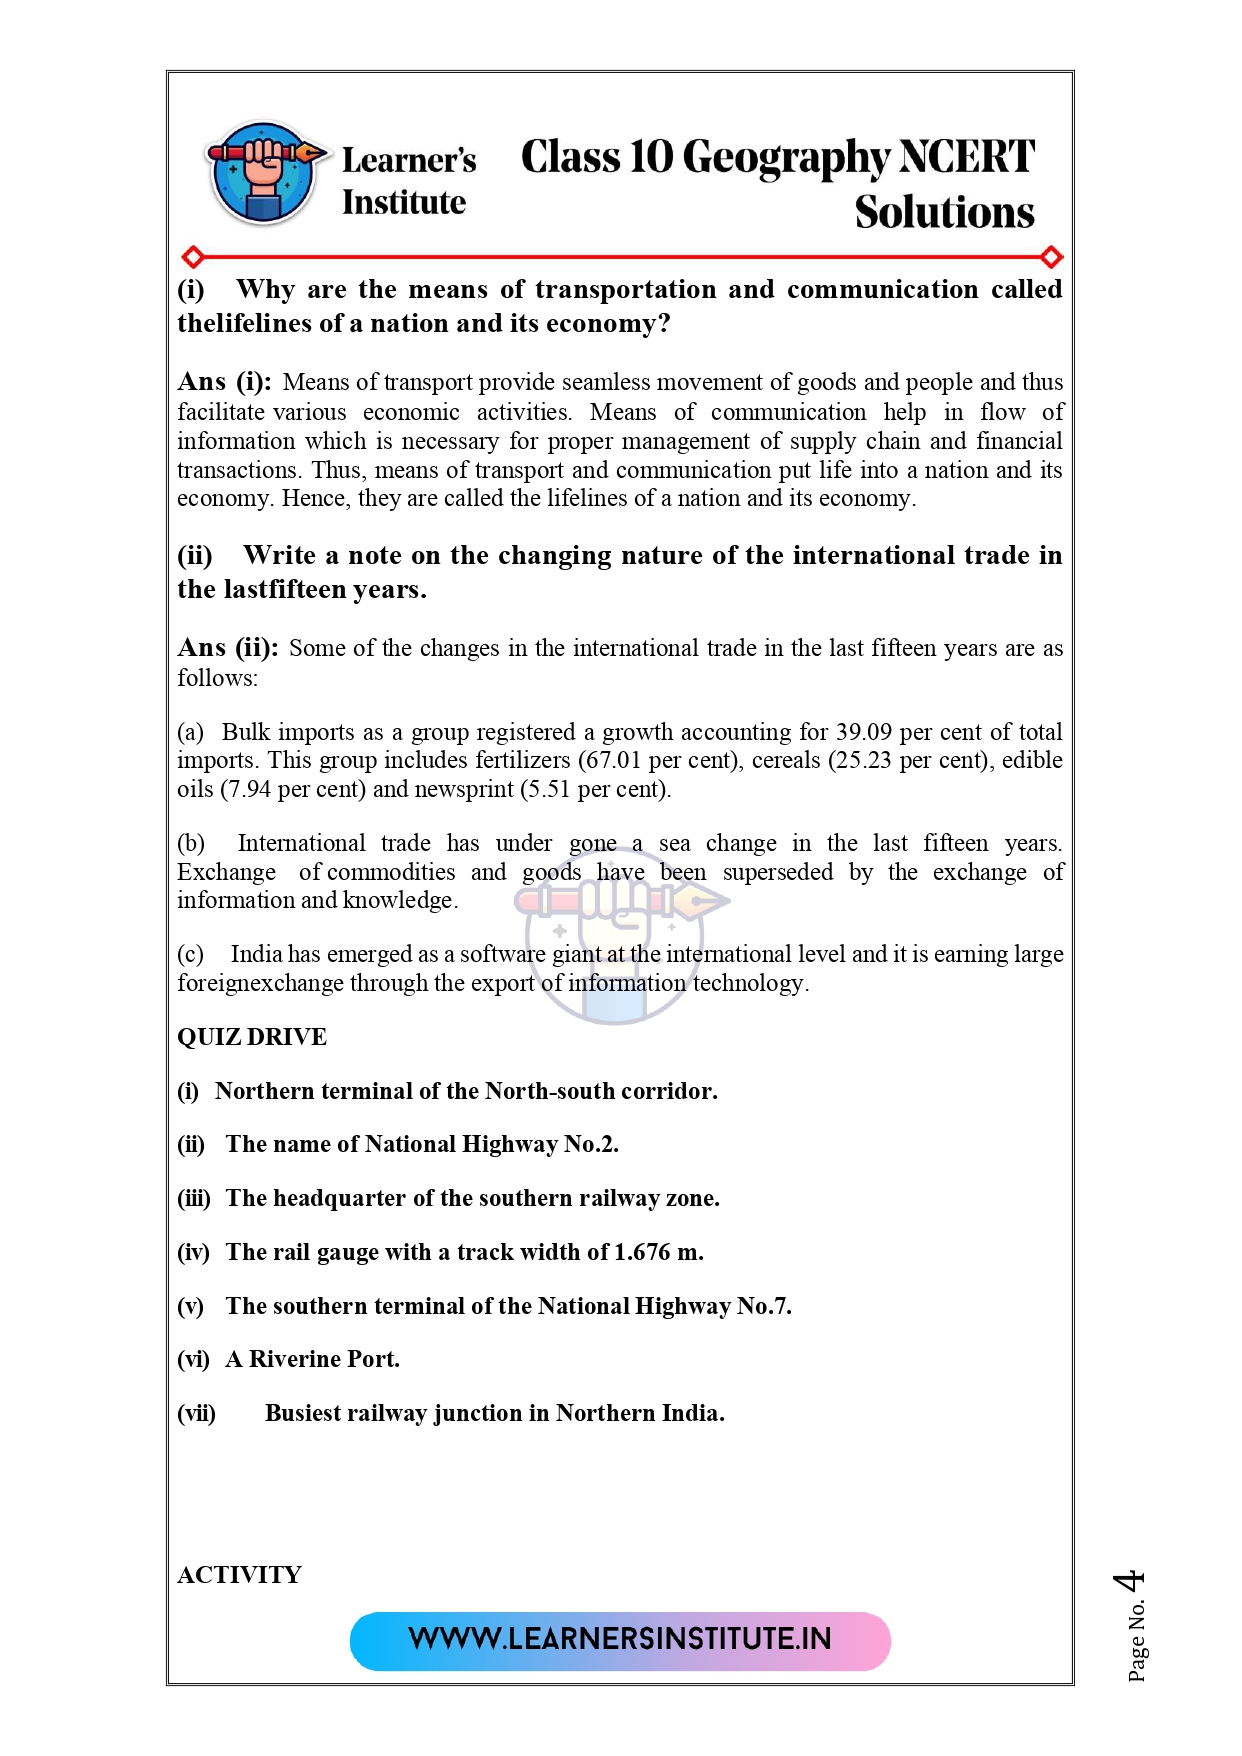 Learner's
Institute
Class 10 Geography NCERT
Solutions
(i) Why are the means of transportation and communication called
thelifelines of a nation and its economy?
Ans (i): Means of transport provide seamless movement of goods and people and thus
facilitate various economic activities. Means of communication help in flow of
information which is necessary for proper management of supply chain and financial
transactions. Thus, means of transport and communication put life into a nation and its
economy. Hence, they are called the lifelines of a nation and its economy.
(ii) Write a note on the changing nature of the international trade in
the lastfifteen years.
Ans (ii): Some of the changes in the international trade in the last fifteen years are as
follows:
(a) Bulk imports as a group registered a growth accounting for 39.09 per cent of total
imports. This group includes fertilizers (67.01 per cent), cereals (25.23 per cent), edible
oils (7.94 per cent) and newsprint (5.51 per cent).
(b) International trade has under gone a sea change in the last fifteen years.
Exchange of commodities and goods have been superseded by the exchange of
information and knowledge.
(c) India has emerged as a software giant at the international level and it is earning large
foreignexchange through the export of information technology.
QUIZ DRIVE
(i) Northern terminal of the North-south corridor.
(ii) The name of National Highway No.2.
(iii) The headquarter of the southern railway zone.
(iv) The rail gauge with a track width of 1.676 m.
(v) The southern terminal of the National Highway No.7.
(vi) A Riverine Port.
(vii) Busiest railway junction in Northern India.
ACTIVITY
WWW.LEARNERSINSTITUTE.IN
Page No. 4